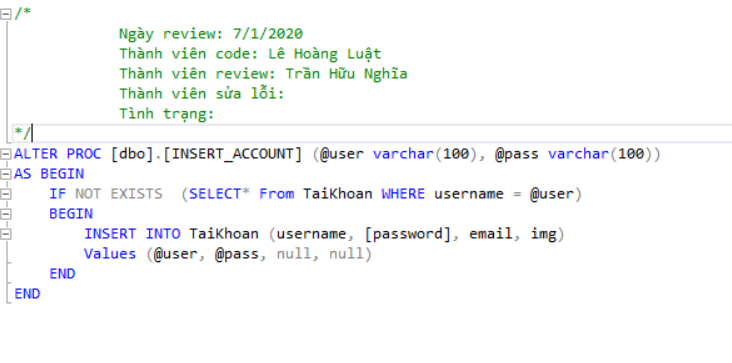 /*
Ngày review: 7/1/2020
Thành viên code: Lê Hoàng Luật
Thành viên review: Trần Hữu Nghĩa
Thành viên sửa lỗi:
Tình trạng:
*/
ALTER PROC [dbo].[INSERT_ACCOUNT] (@user varchar(100), @pass varchar(100))
AS BEGIN
IF NOT EXISTS (SELECT* From TaiKhoan WHERE username = @user)
BEGIN
INSERT INTO TaiKhoan (username, [password], email, img)
Values (@user, @pass, null, null)
END
END